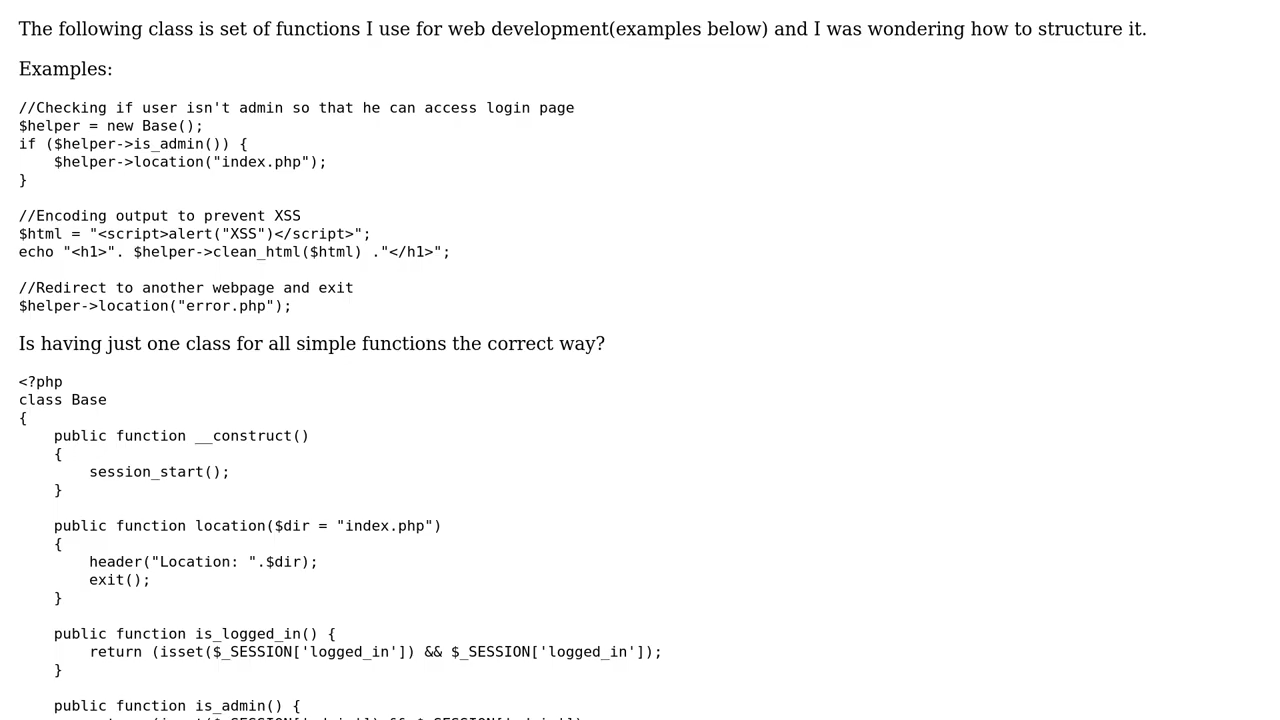 The following class is set of functions I use for web development(examples below) and I was wondering how to structure it.
Examples:
//Checking if user isn't admin so that he can access login page
$helper = new Base();
if ($helper->is_admin()) {
    $helper->location("index.php");
}
//Encoding output to prevent XSS
$html = "<script>alert("XSS")</script>";
echo "<h1>". $helper->clean_html($html) ."</h1>";
//Redirect to another webpage and exit
$helper->location("error.php");
Is having just one class for all simple functions the correct way?
<?php
class Base
{
    public function __construct()
    {
        session_start();
    }
    public function location($dir = "index.php")
    {
        header("Location: ".$dir);
        exit();
    }
    public function is_logged_in() {
        return (isset($_SESSION['logged_in']) && $_SESSION['logged_in']);
    }
    public function is_admin() {